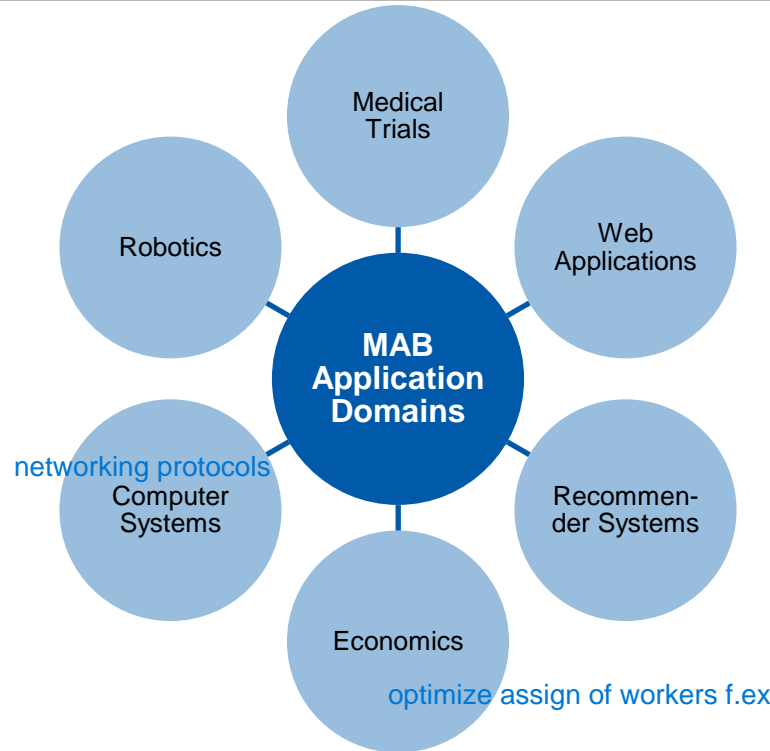 Medical
Trials
Robotics
Web
Applications
MAB
Application
Domains
networking protocols
Computer
Systems
Recommen-
der Systems
Economics
optimize assign of workers f.ex